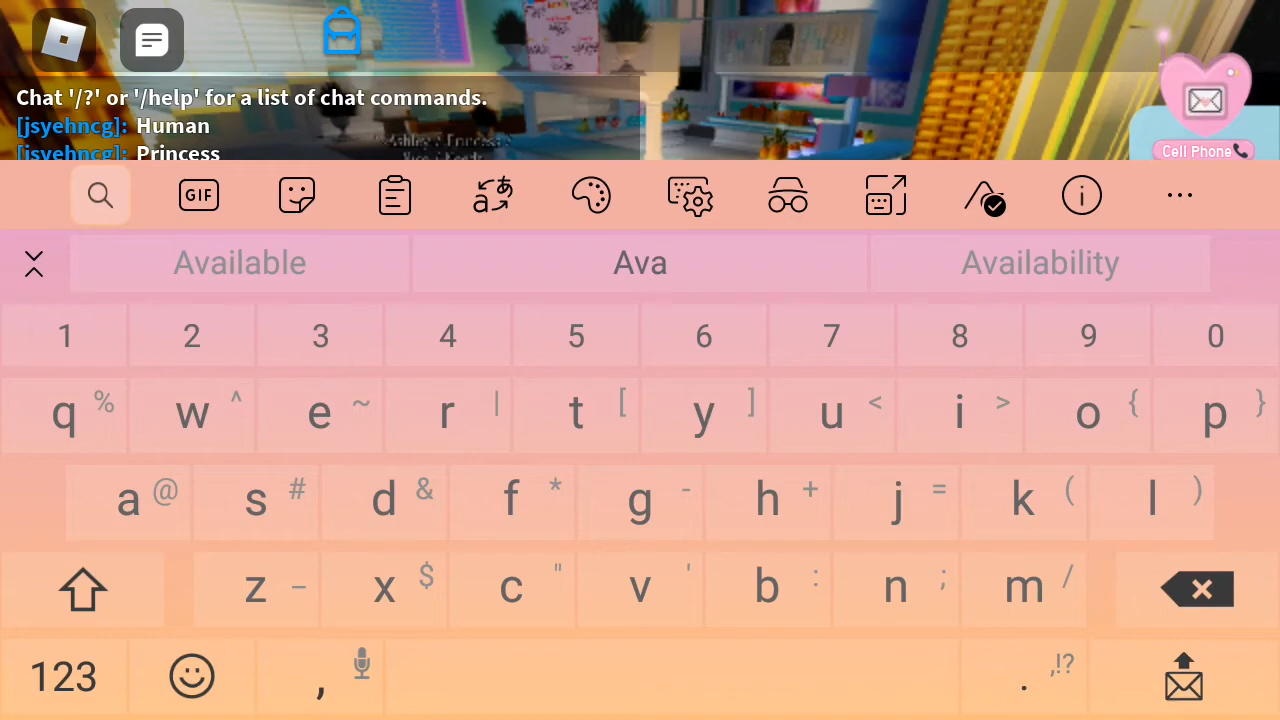 Chat '/?' or '/help' for a list of chat commands.
[jsyehncg]: Human
[jsyehncg]: Princess
Cell Phone
GIF
Available Ava Availability
1 2 3 4 5 6 7 8 9 0
q % w ^ e ~ r | t [ y ] u < i > o { p }
a @ s # d & f * g - h + j = k ( l )
z _ x $ c " v ' b : n ; m /
123 , . ,!?